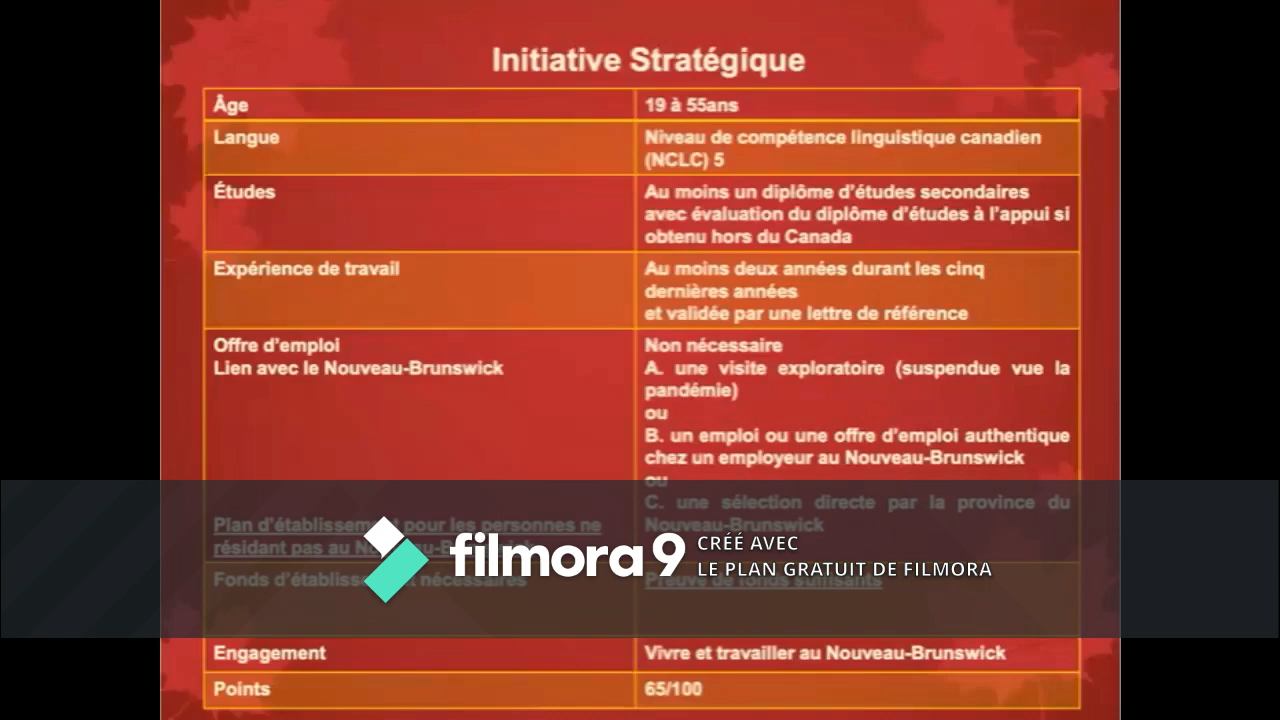 Initiative Stratégique
Âge
19 à 55ans
Langue
Niveau de compétence linguistique canadien
(NCLC) 5
Études
Au moins un diplôme d'études secondaires
avec évaluation du diplôme d'études à l'appui si
obtenu hors du Canada
Expérience de travail
Au moins deux années durant les cinq
dernières années
et validée par une lettre de référence
Offre d'emploi
Lien avec le Nouveau-Brunswick
Non nécessaire
A. une visite exploratoire (suspendue vue la
pandémie)
ou
B. un emploi ou une offre d'emploi authentique
chez un employeur au Nouveau-Brunswick
ou
C. une sélection directe par la province du
Nouveau-Brunswick
Plan d'établissement pour les personnes ne
résidant pas au Nouveau-Brunswick
Fonds d'établissement nécessaires
Preuve de fonds suffisants
filmora9
CRÉÉ AVEC
LE PLAN GRATUIT DE FILMORA
Engagement
Vivre et travailler au Nouveau-Brunswick
Points
65/100